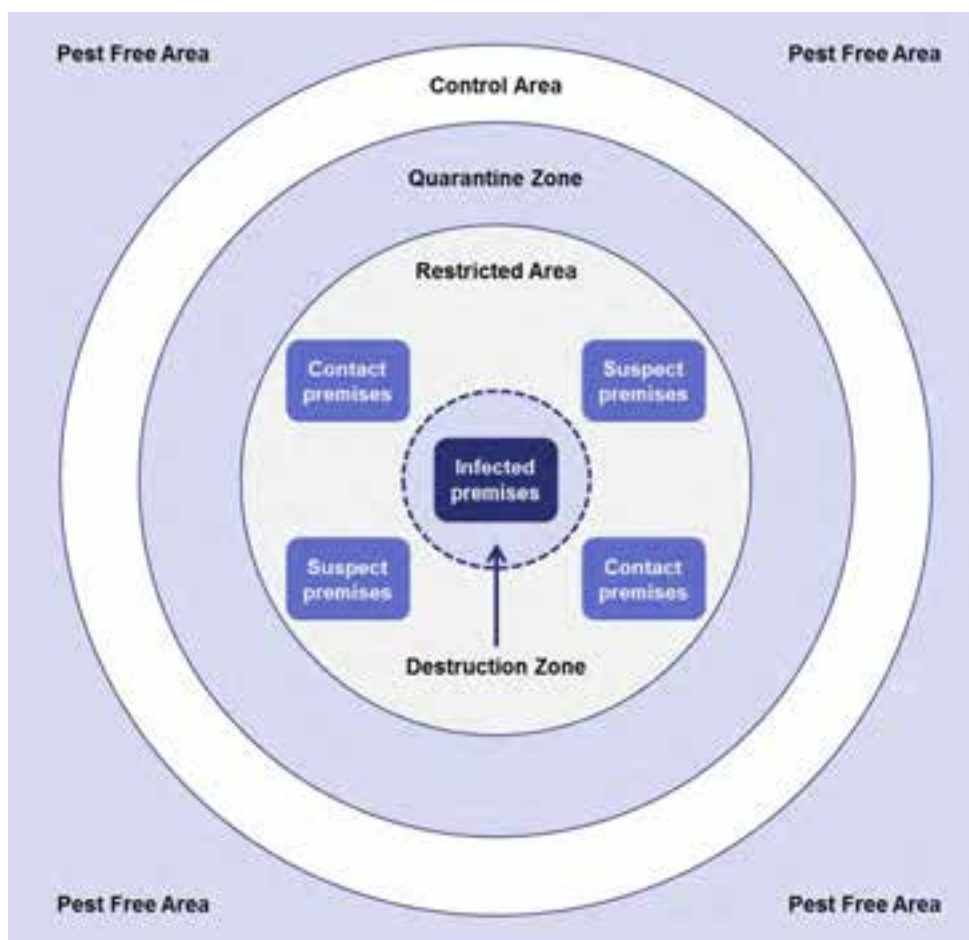 Pest Free Area
Pest Free Area
Control Area
Quarantine Zone
Restricted Area
Contact
premises
Suspect
premises
Infected
premises
Suspect
premises
Contact
premises
Destruction Zone
Pest Free Area
Pest Free Area